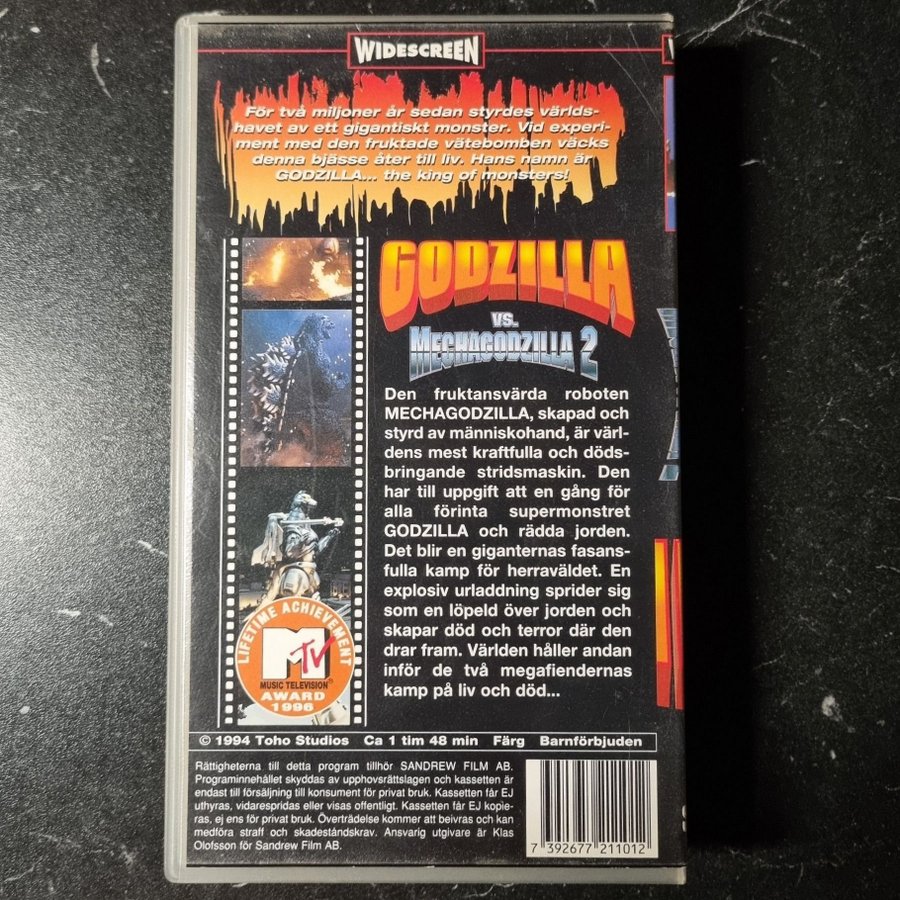 WIDESCREEN
För två miljoner år sedan styrdes världs-
havet av ett gigantiskt monster. Vid experi-
ment med den fruktade vätebomben väcks
denna bjässe åter till liv. Hans namn är
GODZILLA... the king of monsters!
GODZILLA
VS.
MECHAGODZILLA 2
Den fruktansvärda roboten
MECHAGODZILLA, skapad och
styrd av människohand, är värl-
dens mest kraftfulla och döds-
bringande stridsmaskin. Den
har till uppgift att en gång för
alla förinta supermonstret
GODZILLA och rädda jorden.
Det blir en giganternas fasans-
fulla kamp för herraväldet. En
explosiv urladdning sprider sig
som en löpeld över jorden och
skapar död och terror där den
drar fram. Världen håller andan
inför de två megafiendernas
kamp på liv och död...
LIFETIME ACHIEVEMENT
MTV
MUSIC TELEVISION®
AWARD
1996
© 1994 Toho Studios Ca 1 tim 48 min Färg Barnförbjuden
Rättigheterna till detta program tillhör SANDREW FILM AB.
Programinnehållet skyddas av upphovsrättslagen och kassetten är
endast till försäljning till konsument för privat bruk. Kassetten får EJ
uthyras, vidarespridas eller visas offentligt. Kassetten får EJ kopie-
ras, ej ens för privat bruk. Överträdelse kommer att beivras och kan
medföra straff och skadeståndskrav. Ansvarig utgivare är Klas
Olofsson för Sandrew Film AB.
7 392677 211012